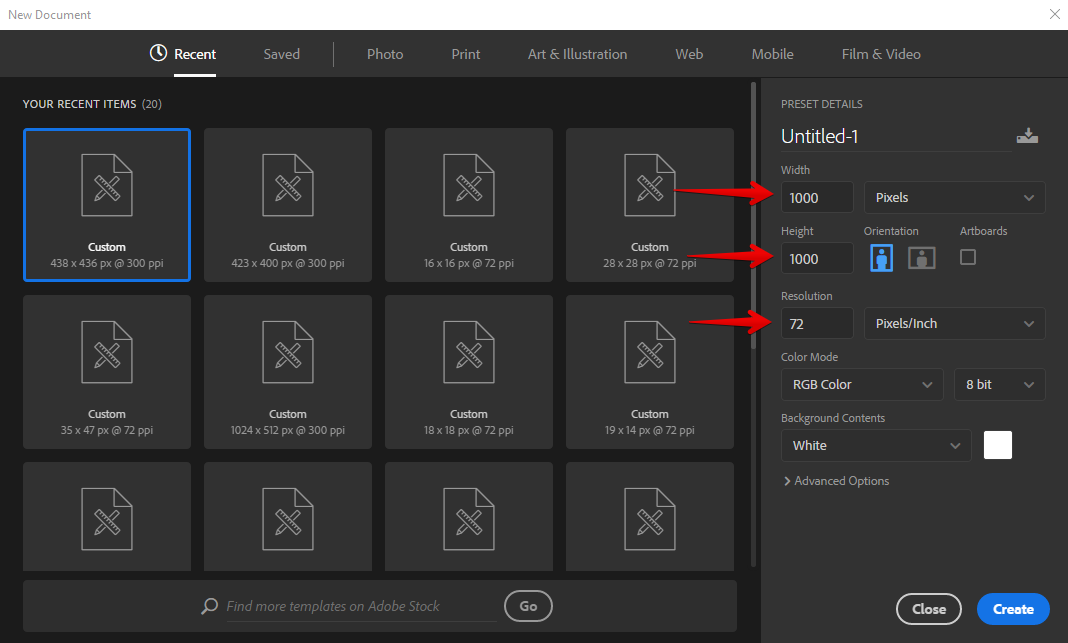 New Document
Recent Saved Photo Print Art & Illustration Web Mobile Film & Video
YOUR RECENT ITEMS (20)
Custom
438 x 436 px @ 300 ppi
Custom
423 x 400 px @ 300 ppi
Custom
16 x 16 px @ 72 ppi
Custom
28 x 28 px @ 72 ppi
Custom
35 x 47 px @ 72 ppi
Custom
1024 x 512 px @ 300 ppi
Custom
18 x 18 px @ 72 ppi
Custom
19 x 14 px @ 72 ppi
Find more templates on Adobe Stock Go
PRESET DETAILS
Untitled-1
Width
1000 Pixels
Height Orientation Artboards
1000
Resolution
72 Pixels/Inch
Color Mode
RGB Color 8 bit
Background Contents
White
Advanced Options
Close Create